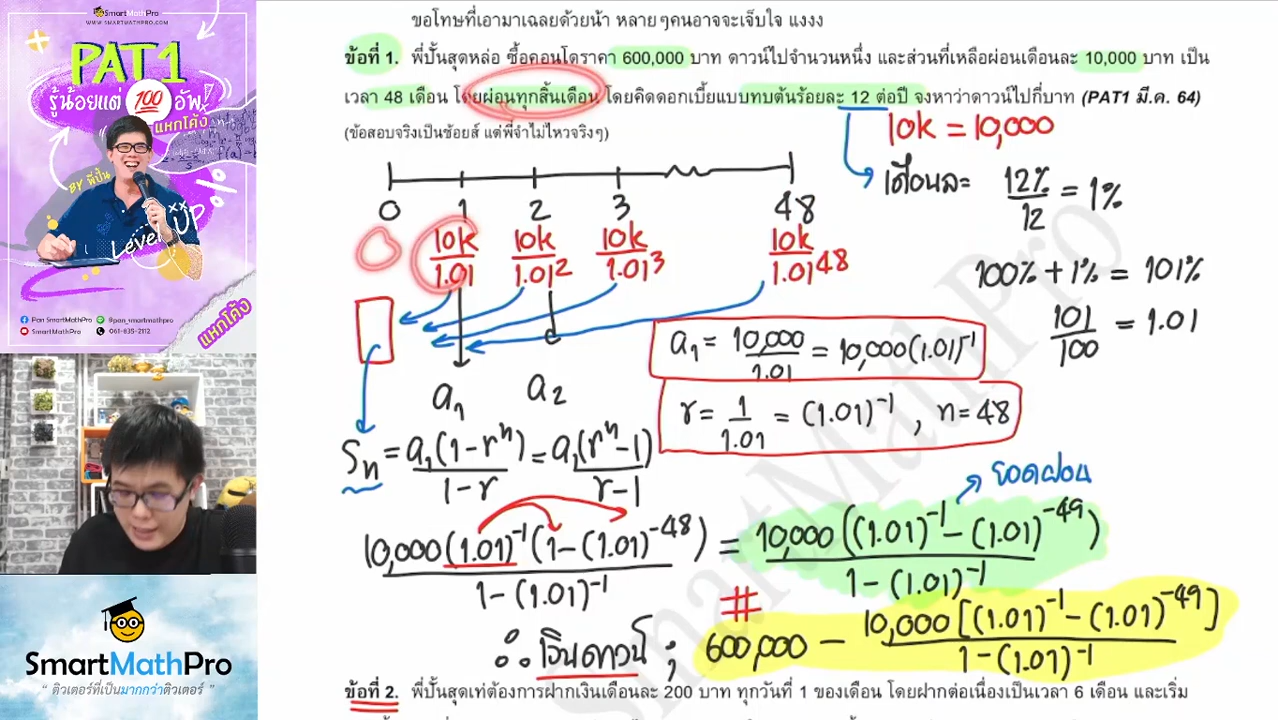 SMARTMATHPRO
WWW.SMARTMATHPRO.COM
PAT1
รู้น้อยแต่ 100 อัพ
แหกโค้ง
BY พี่ปั้น
Level UP
%
Pan SmartMathPro @pan_smartmathpro
SmartMathPro 061-835-2112
แหกโค้ง
SmartMathPro
“ ติวเตอร์ที่เป็นมากกว่าติวเตอร์ ”
ขอโทษที่เอามาเฉลยด้วยน้า หลายๆคนอาจจะเจ็บใจ แงงง
ข้อที่ 1. พี่ปั้นสุดหล่อ ซื้อคอนโดราคา 600,000 บาท ดาวน์ไปจำนวนหนึ่ง และส่วนที่เหลือผ่อนเดือนละ 10,000 บาท เป็น
เวลา 48 เดือน โดยผ่อนทุกสิ้นเดือน โดยคิดดอกเบี้ยแบบทบต้นร้อยละ 12 ต่อปี จงหาว่าดาวน์ไปกี่บาท (PAT1 มี.ค. 64)
(ข้อสอบจริงเป็นช้อยส์ แต่พี่จำไม่ไหวจริงๆ)
10k = 10,000
เดือนละ 12%/12 = 1%
0 1 2 3 48
10k/1.01 10k/1.01² 10k/1.01³ 10k/1.01⁴⁸
100% + 1% = 101%
101/100 = 1.01
a₁ a₂
a₁ = 10,000/1.01 = 10,000(1.01)⁻¹
r = 1/1.01 = (1.01)⁻¹ , n = 48
Sₙ = a₁(1-rⁿ)/1-r = a₁(rⁿ-1)/r-1
ยอดผ่อน
10,000(1.01)⁻¹(1-(1.01)⁻⁴⁸)/1-(1.01)⁻¹ = 10,000((1.01)⁻¹-(1.01)⁻⁴⁹)/1-(1.01)⁻¹
#
∴ เงินดาวน์ ; 600,000 - 10,000[(1.01)⁻¹-(1.01)⁻⁴⁹]/1-(1.01)⁻¹
ข้อที่ 2. พี่ปั้นสุดเท่ต้องการฝากเงินเดือนละ 200 บาท ทุกวันที่ 1 ของเดือน โดยฝากต่อเนื่องเป็นเวลา 6 เดือน และเริ่ม